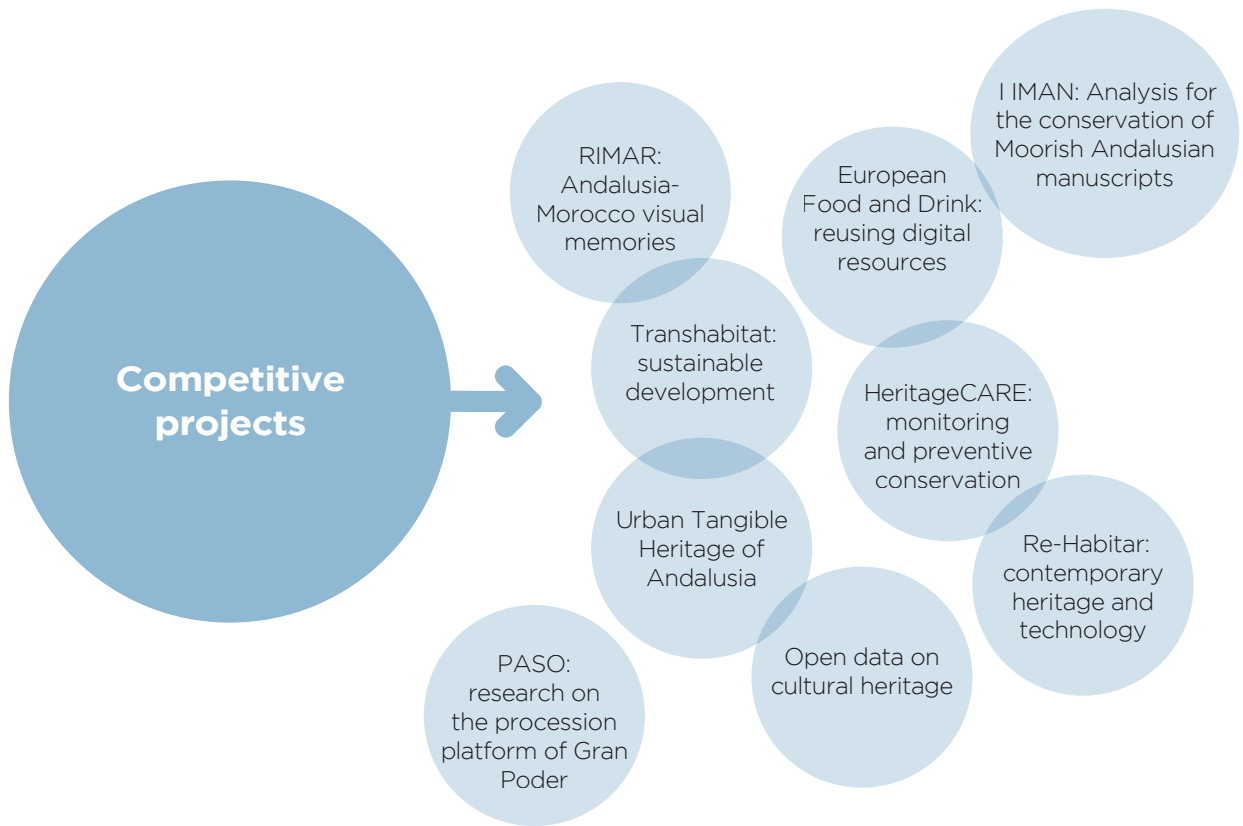 Competitive
projects
RIMAR:
Andalusia-
Morocco visual
memories
Transhabitat:
sustainable
development
Urban Tangible
Heritage of
Andalusia
PASO:
research on
the procession
platform of Gran
Poder
Open data on
cultural heritage
European
Food and Drink:
reusing digital
resources
I IMAN: Analysis for
the conservation of
Moorish Andalusian
manuscripts
HeritageCARE:
monitoring
and preventive
conservation
Re-Habitar:
contemporary
heritage and
technology